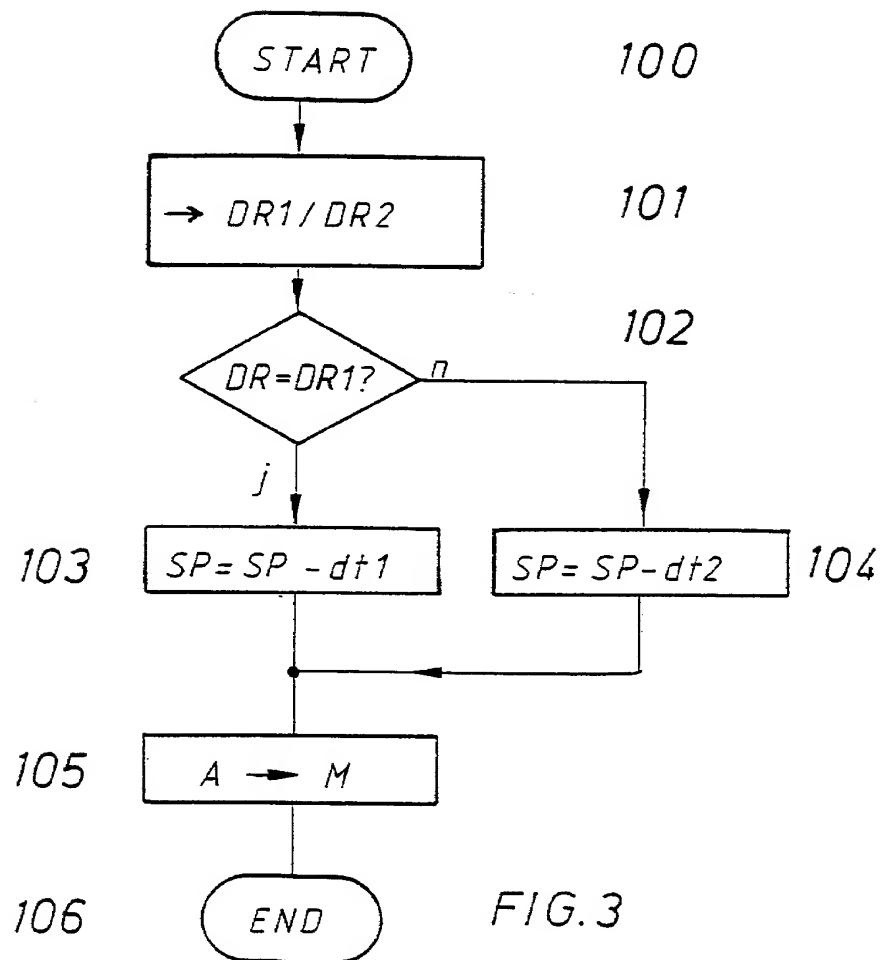 START 100
→ DR1/DR2 101
102
DR=DR1? n
j
103 SP=SP-dt1 SP=SP-dt2 104
105 A → M
106 END FIG.3